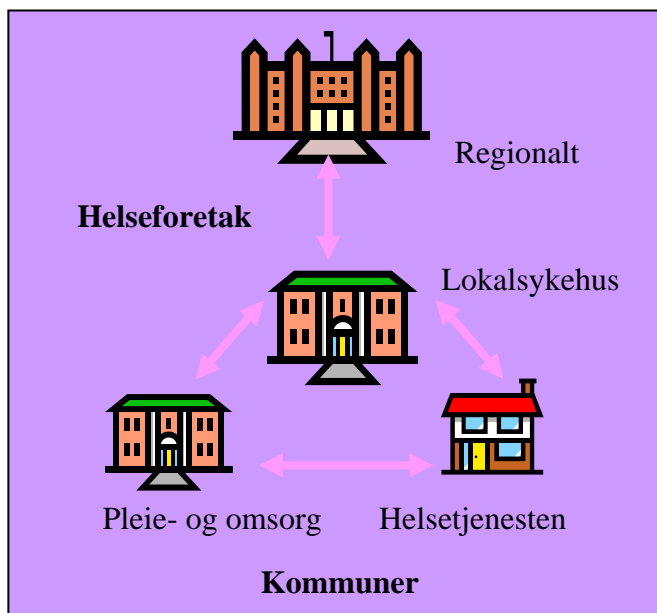 Regionalt
Helseforetak
Lokalsykehus
Pleie- og omsorg
Helsetjenesten
Kommuner